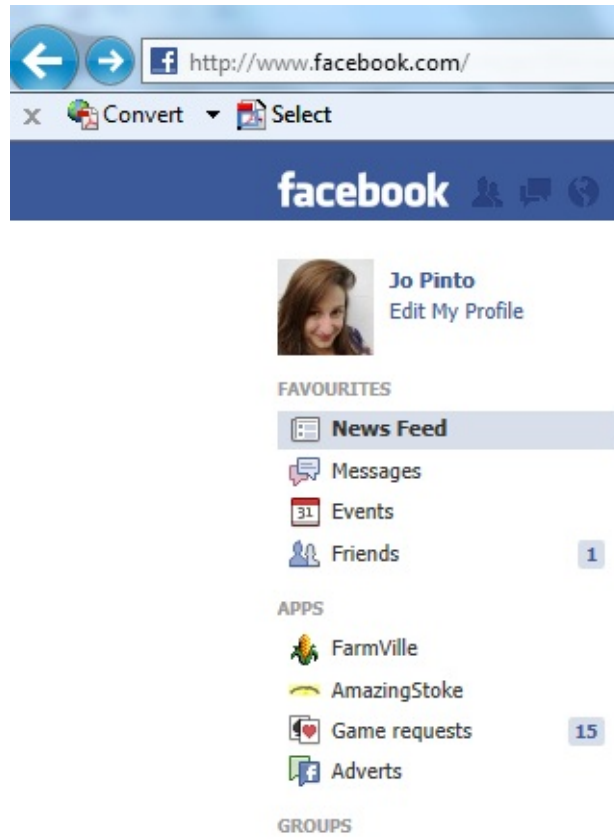 http://www.facebook.com/
x Convert Select
facebook
Jo Pinto
Edit My Profile
FAVOURITES
News Feed
Messages
31 Events
Friends 1
APPS
FarmVille
AmazingStoke
Game requests 15
Adverts
GROUPS